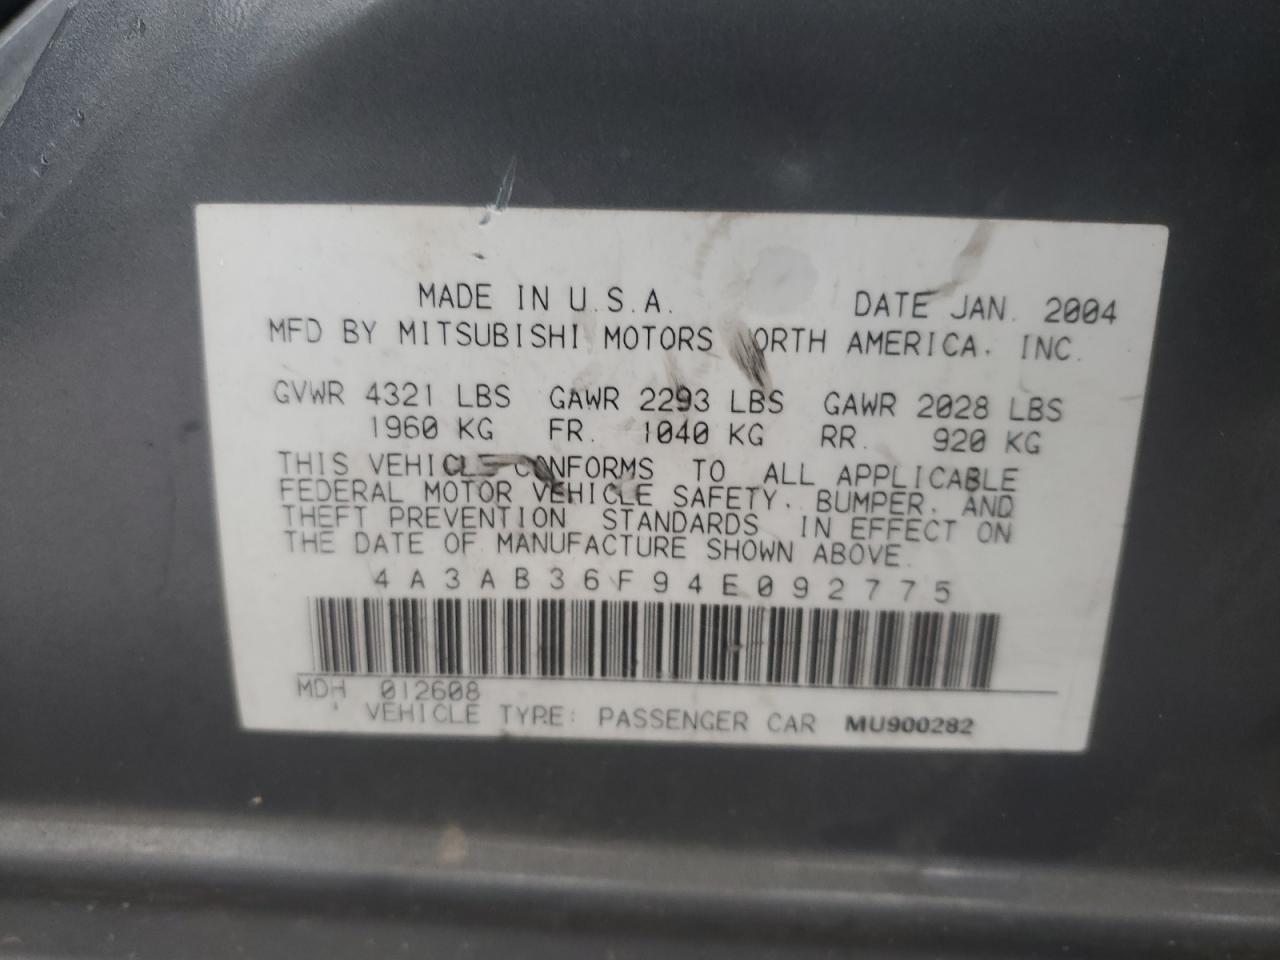 MADE IN U.S.A. DATE JAN. 2004
MFD BY MITSUBISHI MOTORS NORTH AMERICA, INC.
GVWR 4321 LBS GAWR 2293 LBS GAWR 2028 LBS
1960 KG FR. 1040 KG RR. 920 KG
THIS VEHICLE CONFORMS TO ALL APPLICABLE
FEDERAL MOTOR VEHICLE SAFETY, BUMPER, AND
THEFT PREVENTION STANDARDS IN EFFECT ON
THE DATE OF MANUFACTURE SHOWN ABOVE.
4A3AB36F94E092775
MDH 012608
VEHICLE TYPE: PASSENGER CAR MU900282